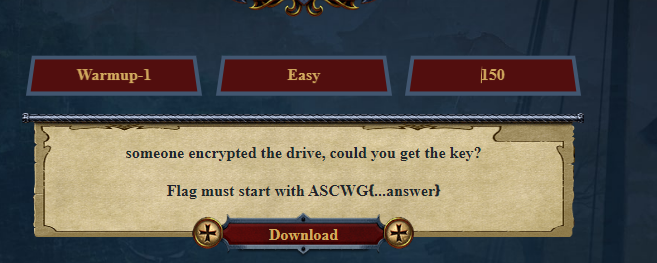 Warmup-1
Easy
150
someone encrypted the drive, could you get the key?
Flag must start with ASCWG{...answer}
Download